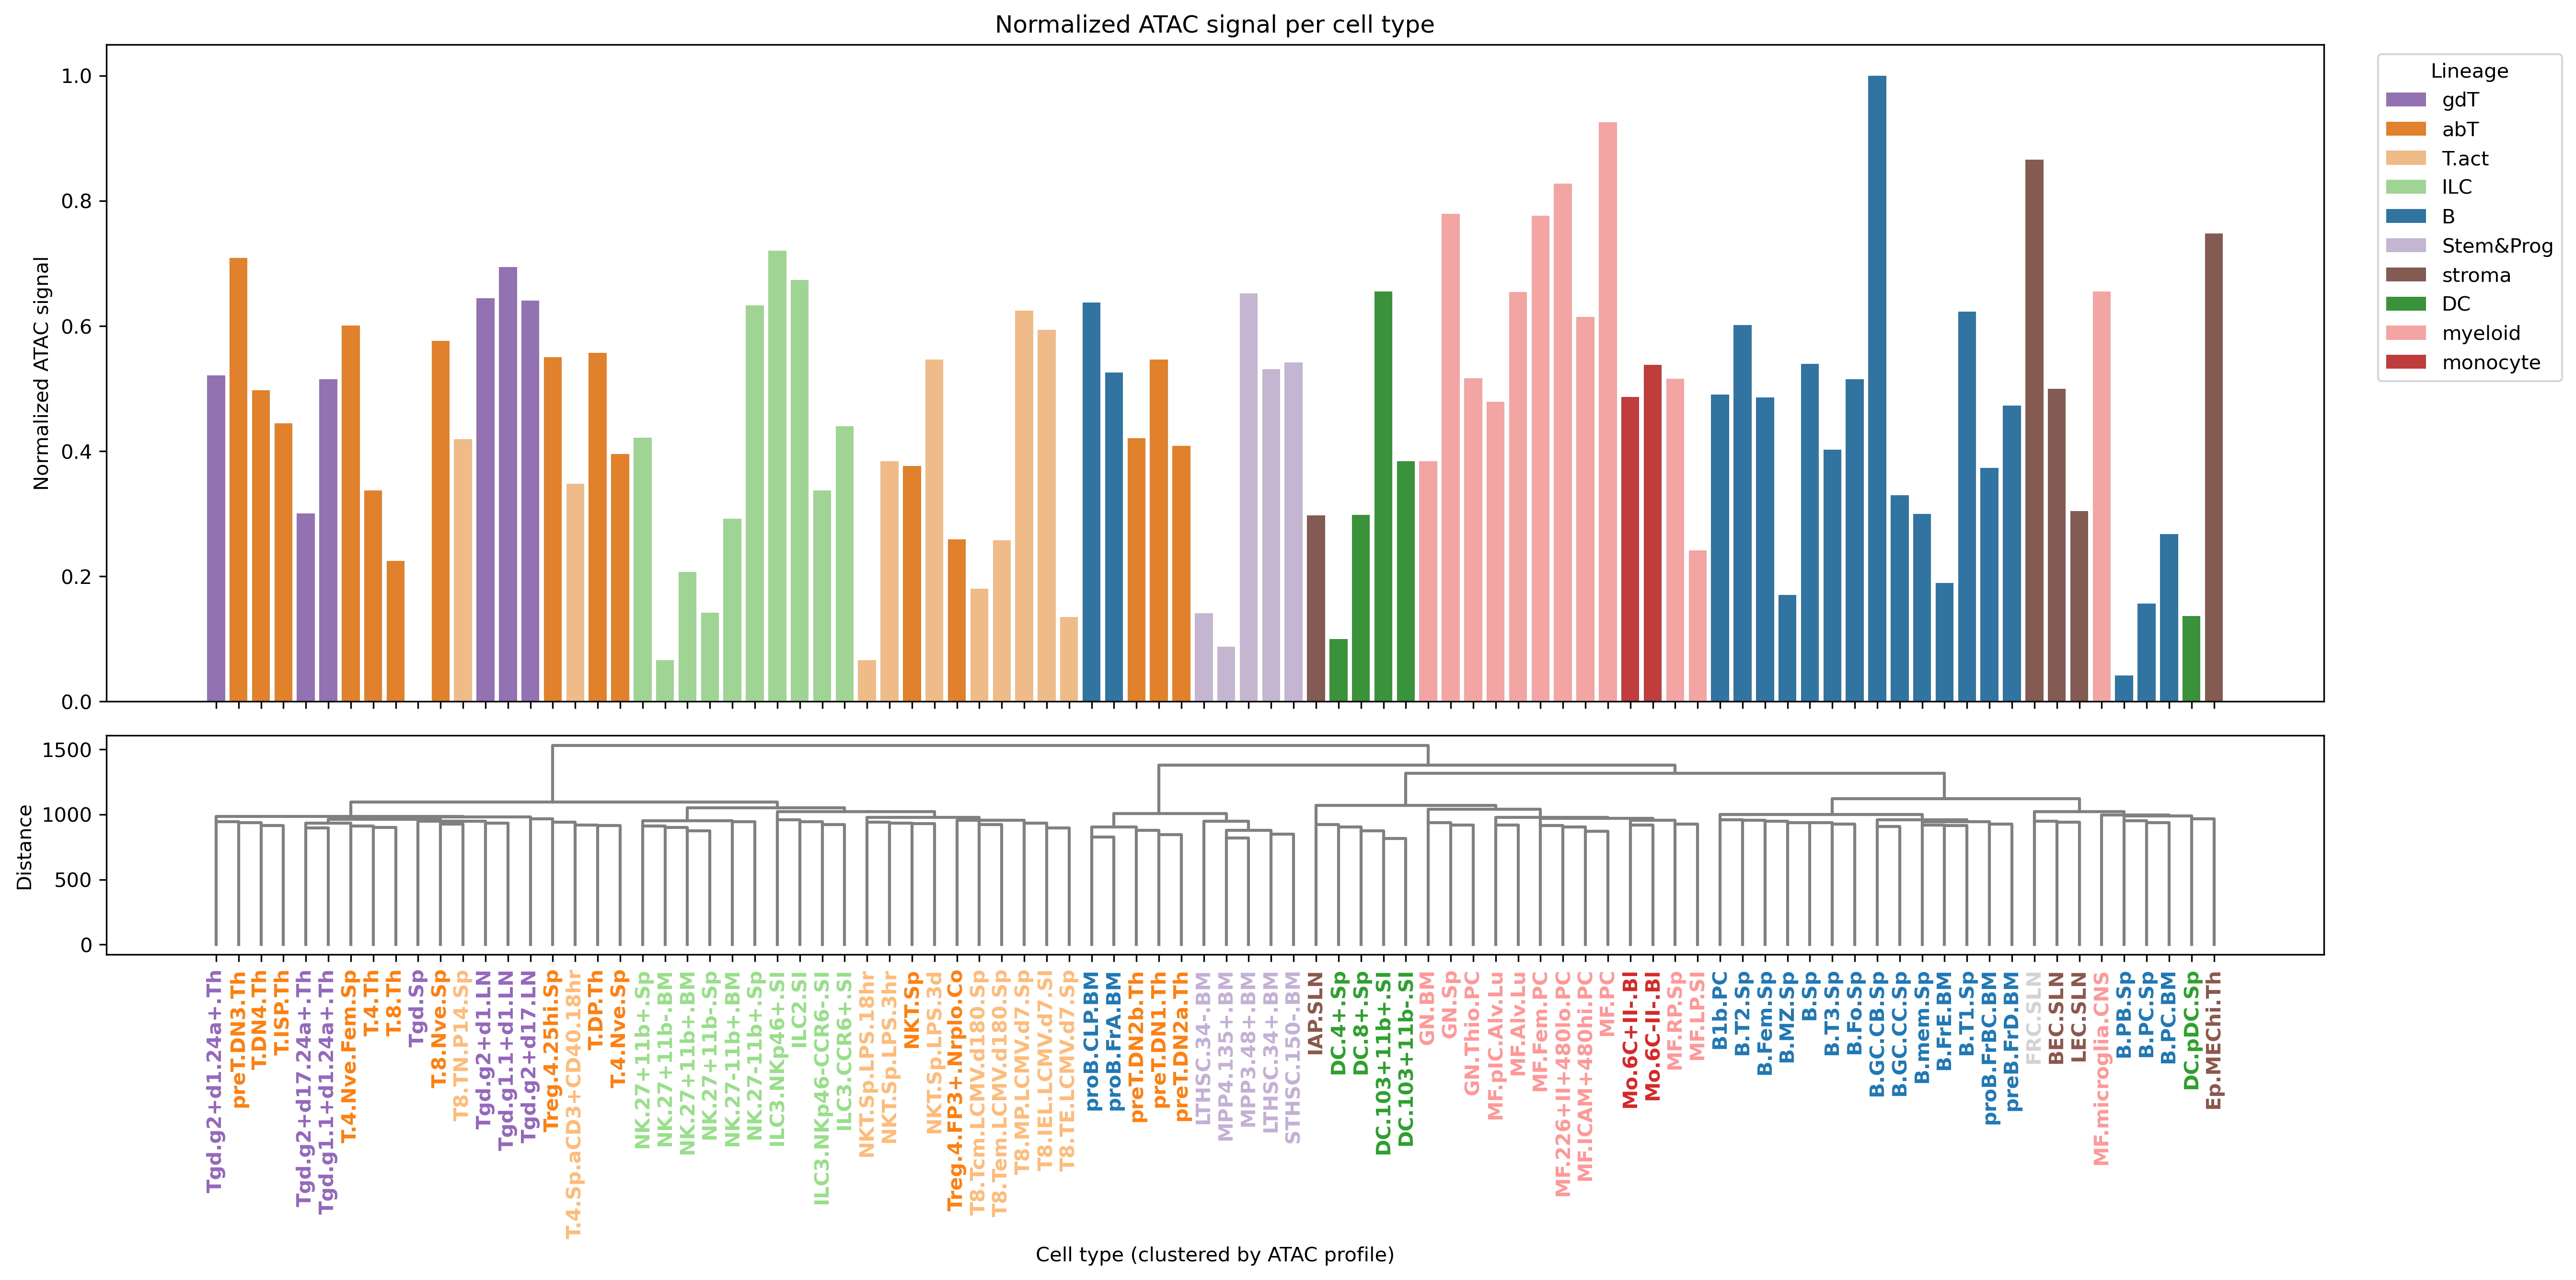 Normalized ATAC signal per cell type
Normalized ATAC signal
1.0
0.8
0.6
0.4
0.2
0.0
Lineage
gdT
abT
T.act
ILC
B
Stem&Prog
stroma
DC
myeloid
monocyte
Distance
1500
1000
500
0
Tgd.g2+d1.24a+.Th
preT.DN3.Th
T.DN4.Th
T.ISP.Th
Tgd.g2+d17.24a+.Th
Tgd.g1.1+d1.24a+.Th
T.4.Nve.Fem.Sp
T.4.Th
T.8.Th
Tgd.Sp
T.8.Nve.Sp
T8.TN.P14.Sp
Tgd.g2+d1.LN
Tgd.g1.1+d1.LN
Tgd.g2+d17.LN
Treg.4.25hi.Sp
T.4.Sp.aCD3+CD40.18hr
T.DP.Th
T.4.Nve.Sp
NK.27+11b+.Sp
NK.27+11b-.BM
NK.27+11b+.BM
NK.27+11b-.Sp
NK.27-11b+.BM
NK.27-11b+.Sp
ILC3.NKp46+.SI
ILC2.SI
ILC3.NKp46-CCR6-.SI
ILC3.CCR6+.SI
NKT.Sp.LPS.18hr
NKT.Sp.LPS.3hr
NKT.Sp
NKT.Sp.LPS.3d
Treg.4.FP3+.Nrplo.Co
T8.Tcm.LCMV.d180.Sp
T8.Tem.LCMV.d180.Sp
T8.MP.LCMV.d7.Sp
T8.IEL.LCMV.d7.SI
T8.TE.LCMV.d7.Sp
proB.CLP.BM
proB.FrA.BM
preT.DN2b.Th
preT.DN1.Th
preT.DN2a.Th
LTHSC.34-.BM
MPP4.135+.BM
MPP3.48+.BM
LTHSC.34+.BM
STHSC.150-.BM
IAP.SLN
DC.4+.Sp
DC.8+.Sp
DC.103+11b+.SI
DC.103+11b-.SI
GN.BM
GN.Sp
GN.Thio.PC
MF.pIC.Alv.Lu
MF.Alv.Lu
MF.Fem.PC
MF.226+II+480lo.PC
MF.ICAM+480hi.PC
MF.PC
Mo.6C+II-.Bl
Mo.6C-II-.Bl
MF.RP.Sp
MF.LP.SI
B1b.PC
B.T2.Sp
B.Fem.Sp
B.MZ.Sp
B.Sp
B.T3.Sp
B.Fo.Sp
B.GC.CB.Sp
B.GC.CC.Sp
B.mem.Sp
B.FrE.BM
B.T1.Sp
proB.FrBC.BM
preB.FrD.BM
FRC.SLN
BEC.SLN
LEC.SLN
MF.microglia.CNS
B.PB.Sp
B.PC.Sp
B.PC.BM
DC.pDC.Sp
Ep.MEChi.Th
Cell type (clustered by ATAC profile)